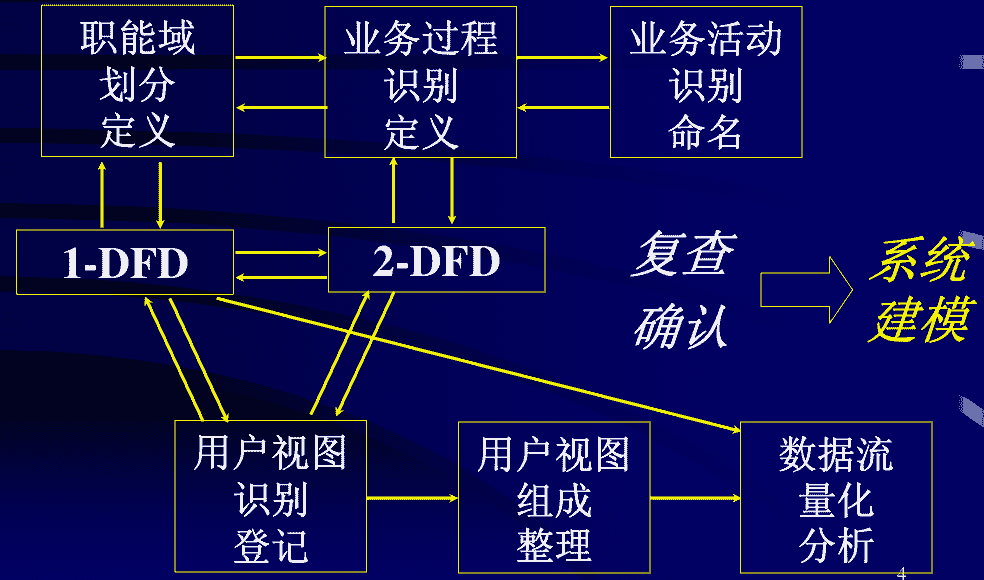 职能域
划分
定义
业务过程
识别
定义
业务活动
识别
命名
1-DFD
2-DFD
复查
确认
系统
建模
用户视图
识别
登记
用户视图
组成
整理
数据流
量化
分析
4